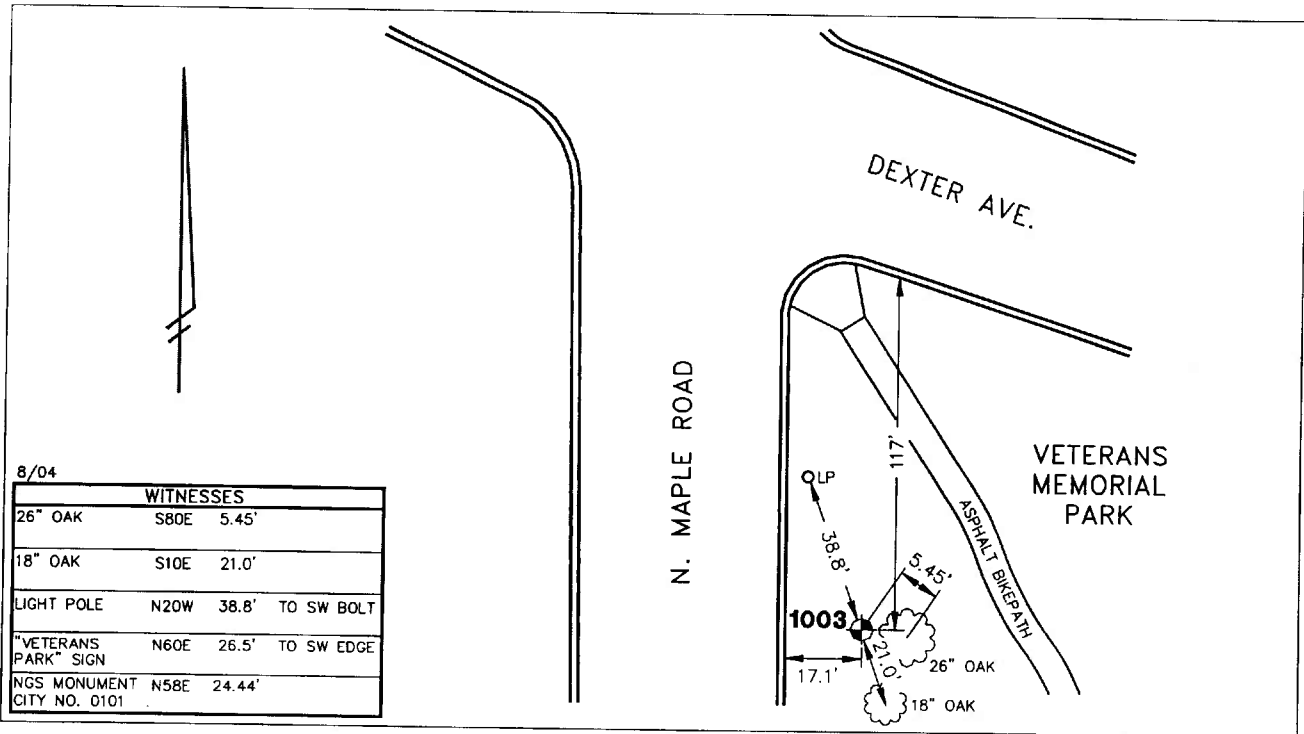 DEXTER AVE.
N. MAPLE ROAD
117'
VETERANS
MEMORIAL
PARK
ASPHALT BIKEPATH
LP
38.8'
5.45'
1003
21.0'
17.1'
26" OAK
18" OAK
8/04
WITNESSES
26" OAK S80E 5.45'
18" OAK S10E 21.0'
LIGHT POLE N20W 38.8' TO SW BOLT
"VETERANS
PARK" SIGN N60E 26.5' TO SW EDGE
NGS MONUMENT N58E 24.44'
CITY NO. 0101